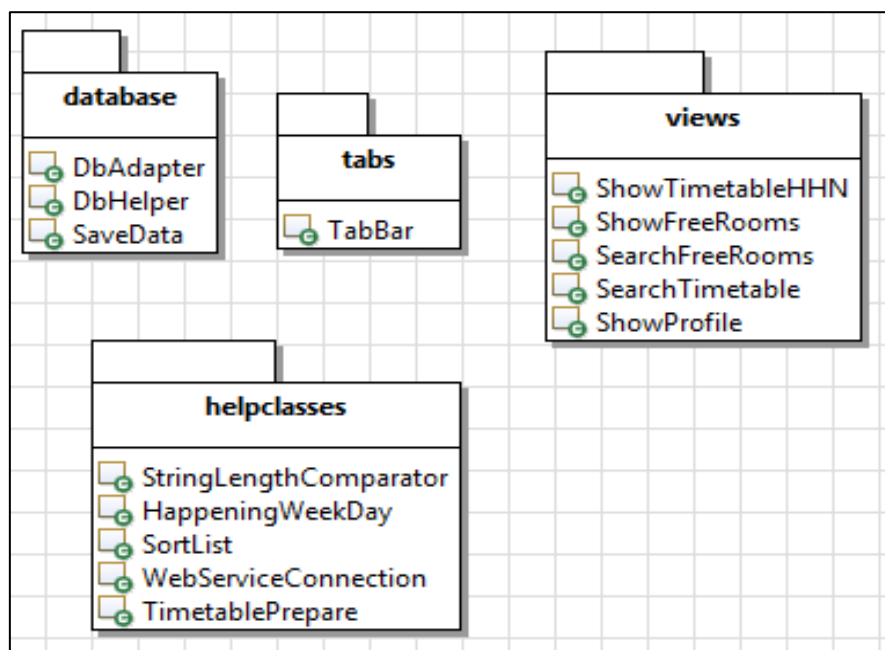 database
DbAdapter
DbHelper
SaveData
tabs
TabBar
views
ShowTimetableHHN
ShowFreeRooms
SearchFreeRooms
SearchTimetable
ShowProfile
helpclasses
StringLengthComparator
HappeningWeekDay
SortList
WebServiceConnection
TimetablePrepare